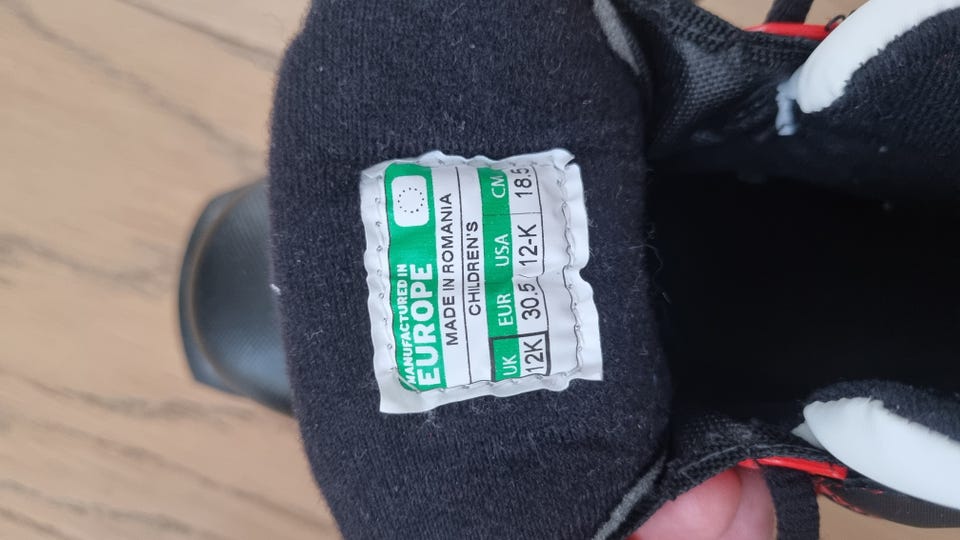 MANUFACTURED IN
EUROPE
MADE IN ROMANIA
CHILDREN'S
UK EUR USA CM
12K 30.5 12-K 18.5